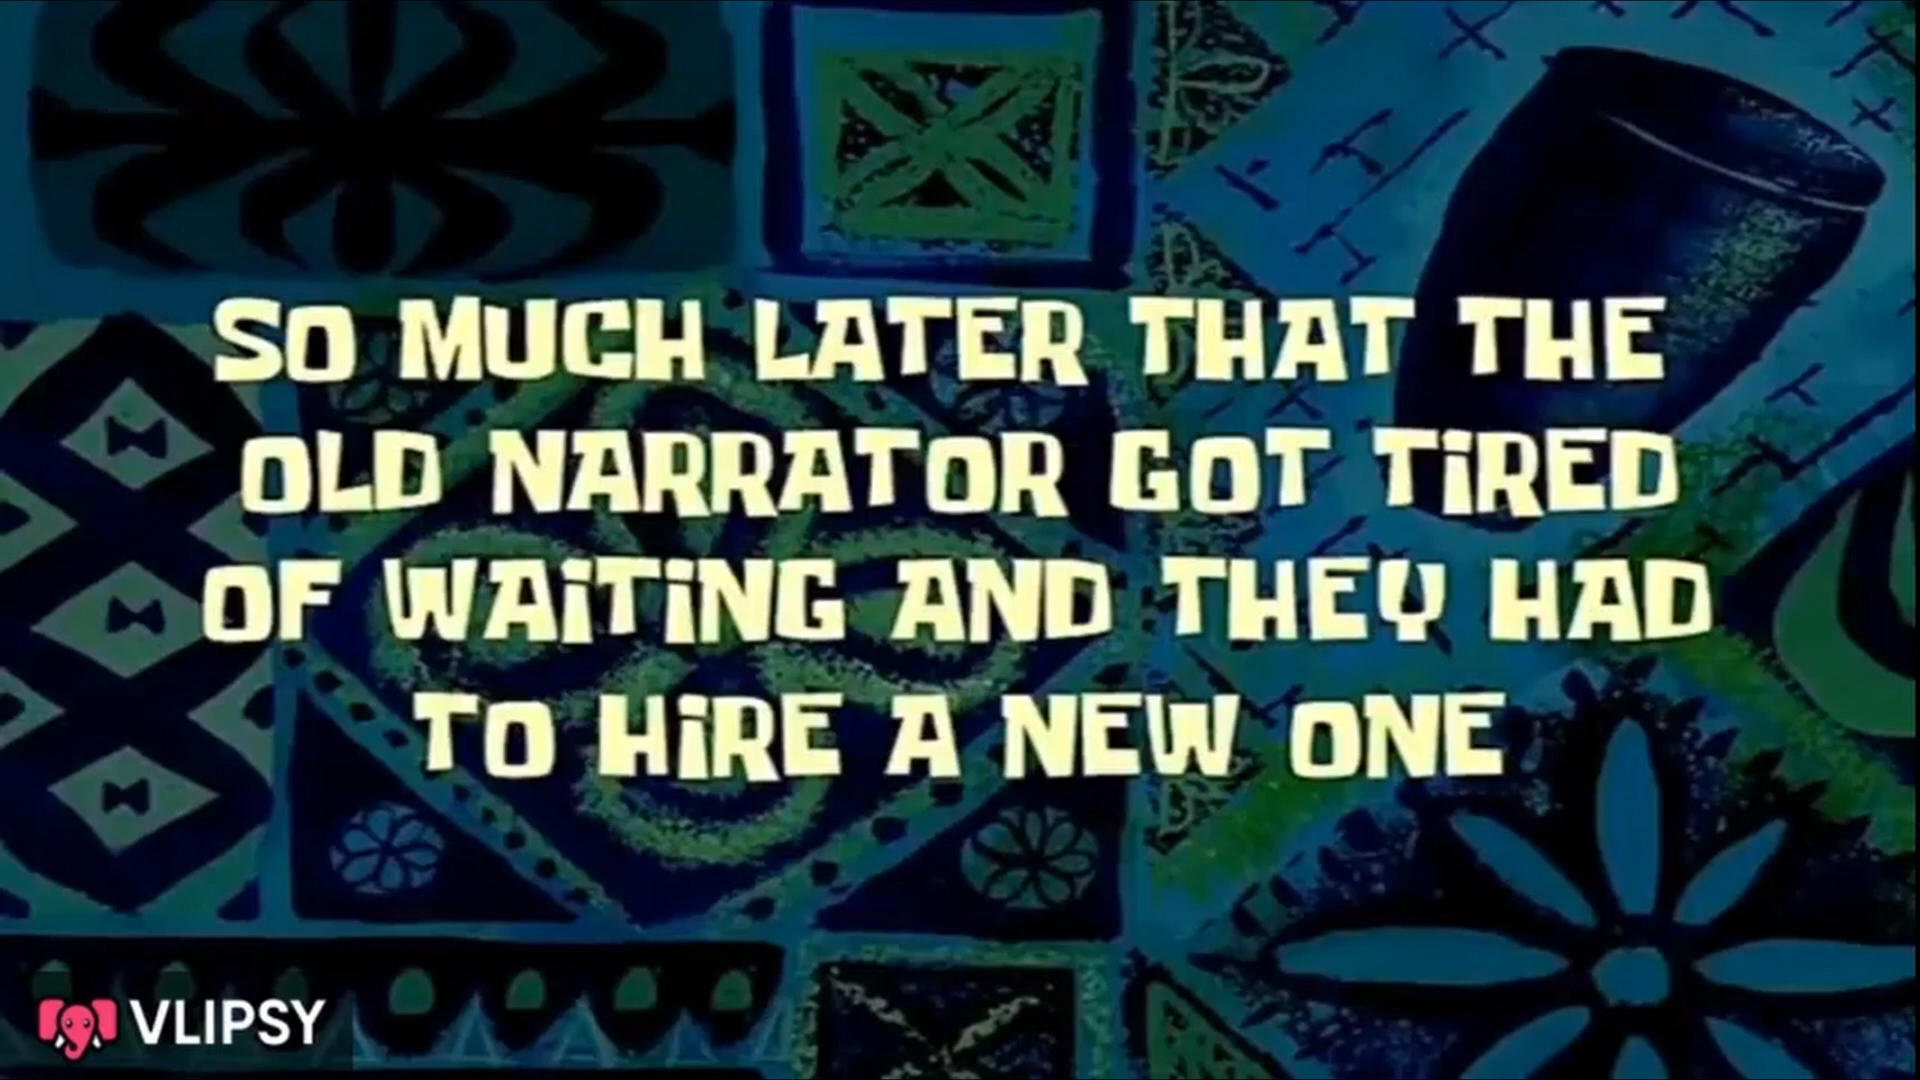 SO MUCH LATER THAT THE
OLD NARRATOR GOT TiRED
OF WAiTiNG AND THEY HAD
TO HiRE A NEW ONE
VLIPSY